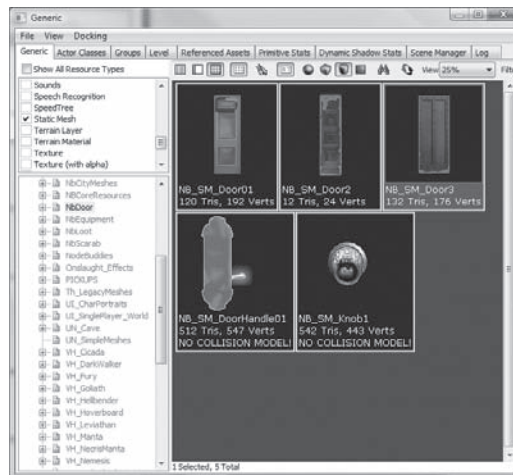 Generic
File View Docking
Generic Actor Classes Groups Level Referenced Assets Primitive Stats Dynamic Shadow Stats Scene Manager Log
Show All Resource Types
View 25%
Sounds
Speech Recognition
SpeedTree
Static Mesh
Terrain Layer
Terrain Material
Texture
Texture (with alpha)
NbCityMeshes
NBCoreResources
NbDoor
NbEquipment
NbLoot
NbScarab
NodeBuddies
Onslaught_Effects
PICKUPS
Th_LegacyMeshes
UI_CharPortraits
UI_SinglePlayer_World
UN_Cave
UN_SimpleMeshes
VH_Cicada
VH_DarkWalker
VH_Fury
VH_Goliath
VH_Hellbender
VH_Hoverboard
VH_Leviathan
VH_Manta
VH_NecrisManta
VH_Nemesis
NB_SM_Door01
120 Tris, 192 Verts
NB_SM_Door2
12 Tris, 24 Verts
NB_SM_Door3
132 Tris, 176 Verts
NB_SM_DoorHandle01
512 Tris, 547 Verts
NO COLLISION MODEL!
NB_SM_Knob1
542 Tris, 443 Verts
NO COLLISION MODEL!
1 Selected, 5 Total